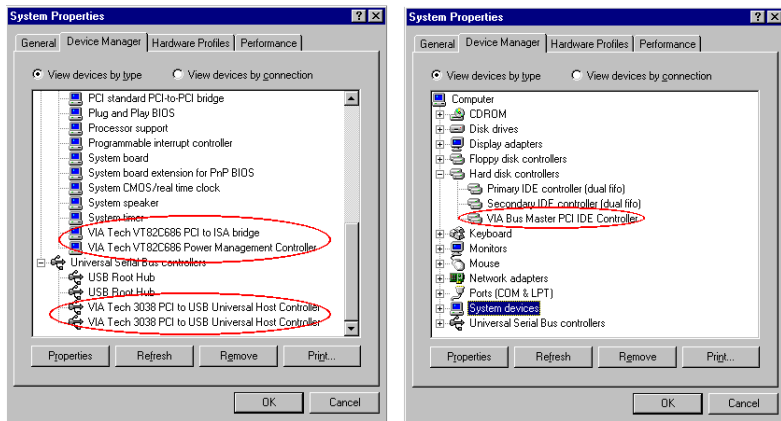 System Properties
General Device Manager Hardware Profiles Performance
View devices by type View devices by connection
PCI standard PCI-to-PCI bridge
Plug and Play BIOS
Processor support
Programmable interrupt controller
System board
System board extension for PnP BIOS
System CMOS/real time clock
System speaker
System timer
VIA Tech VT82C686 PCI to ISA bridge
VIA Tech VT82C686 Power Management Controller
Universal Serial Bus controllers
USB Root Hub
USB Root Hub
VIA Tech 3038 PCI to USB Universal Host Controller
VIA Tech 3038 PCI to USB Universal Host Controller
Properties Refresh Remove Print...
OK Cancel
System Properties
General Device Manager Hardware Profiles Performance
View devices by type View devices by connection
Computer
CDROM
Disk drives
Display adapters
Floppy disk controllers
Hard disk controllers
Primary IDE controller (dual fifo)
Secondary IDE controller (dual fifo)
VIA Bus Master PCI IDE Controller
Keyboard
Monitors
Mouse
Network adapters
Ports (COM & LPT)
System devices
Universal Serial Bus controllers
Properties Refresh Remove Print...
OK Cancel